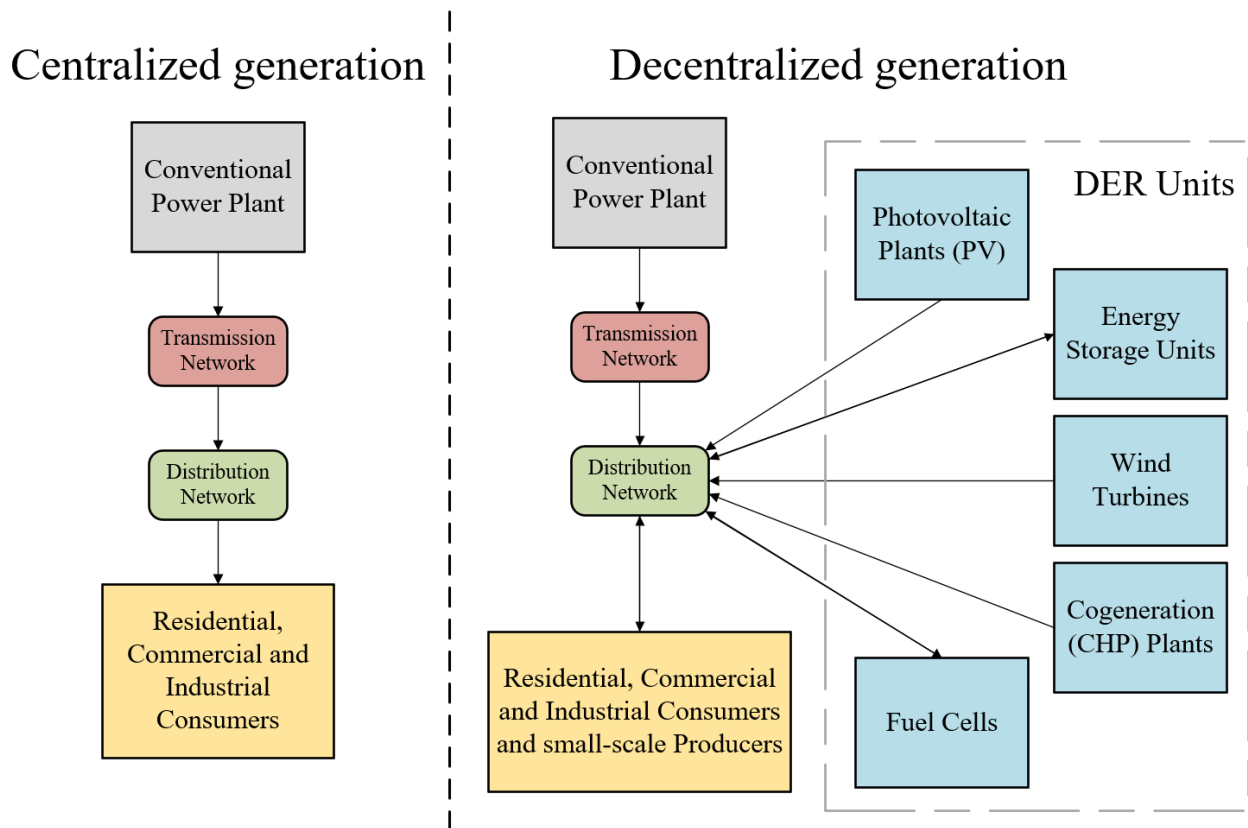 Centralized generation
Conventional
Power Plant
Transmission
Network
Distribution
Network
Residential,
Commercial and
Industrial
Consumers
Decentralized generation
Conventional
Power Plant
Transmission
Network
Distribution
Network
Residential, Commercial
and Industrial Consumers
and small-scale Producers
DER Units
Photovoltaic
Plants (PV)
Energy
Storage Units
Wind
Turbines
Cogeneration
(CHP) Plants
Fuel Cells